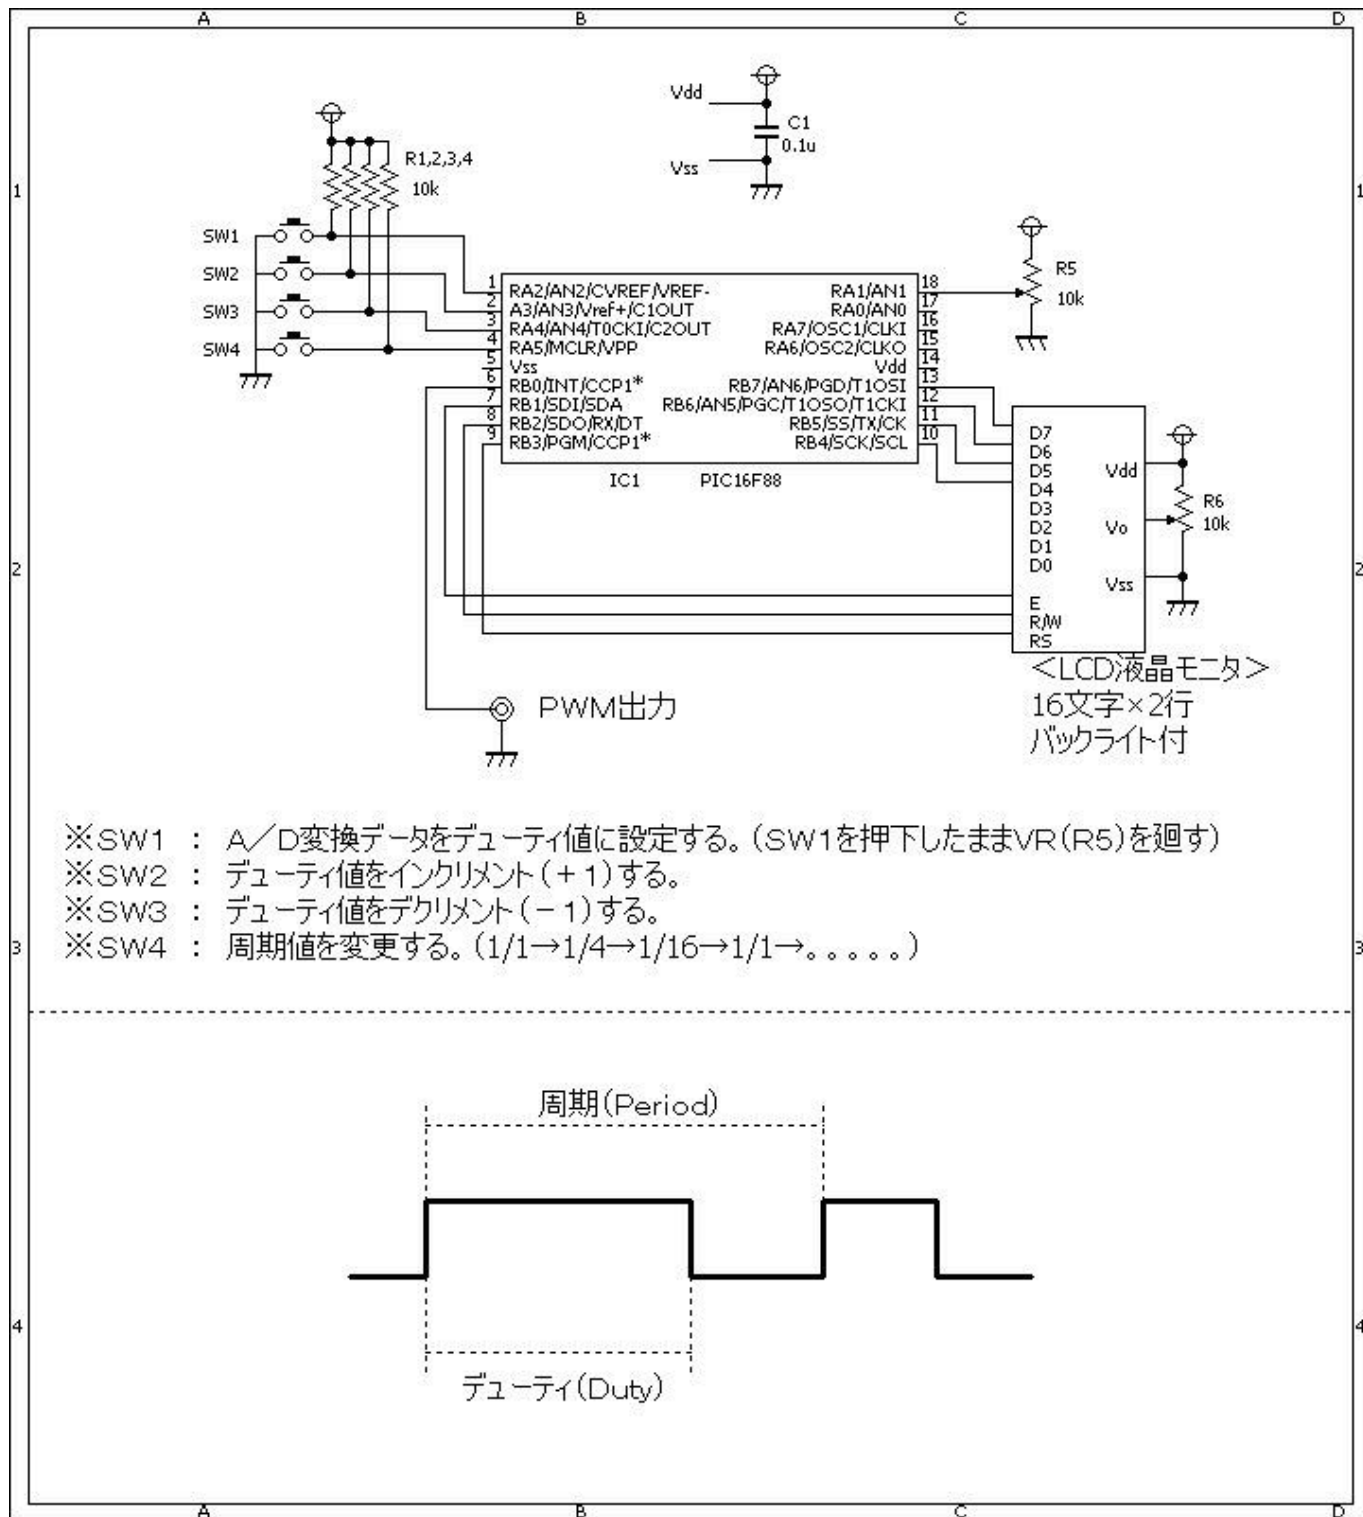 A B C D
Vdd
C1
0.1u
Vss
R1,2,3,4
10k
1 1
SW1
SW2
SW3
SW4
R5
10k
1 RA2/AN2/CVREF/VREF- RA1/AN1 18
2 A3/AN3/Vref+/C1OUT RA0/AN0 17
3 RA4/AN4/T0CKI/C2OUT RA7/OSC1/CLKI 16
4 RA5/MCLR/VPP RA6/OSC2/CLKO 15
5 Vss Vdd 14
6 RB0/INT/CCP1* RB7/AN6/PGD/T1OSI 13
7 RB1/SDI/SDA RB6/AN5/PGC/T1OSO/T1CKI 12
8 RB2/SDO/RX/DT RB5/SS/TX/CK 11
9 RB3/PGM/CCP1* RB4/SCK/SCL 10
IC1 PIC16F88
D7
D6
D5
D4
D3
D2
D1
D0
E
R/W
RS
Vdd
Vo
Vss
R6
10k
2 2
<LCD液晶モニタ>
16文字×2行
バックライト付
PWM出力
※SW1 : A/D変換データをデューティ値に設定する。(SW1を押下したままVR(R5)を廻す)
※SW2 : デューティ値をインクリメント(+1)する。
※SW3 : デューティ値をデクリメント(-1)する。
※SW4 : 周期値を変更する。(1/1→1/4→1/16→1/1→。。。。。)
3 3
周期(Period)
4 4
デューティ(Duty)
A B C D